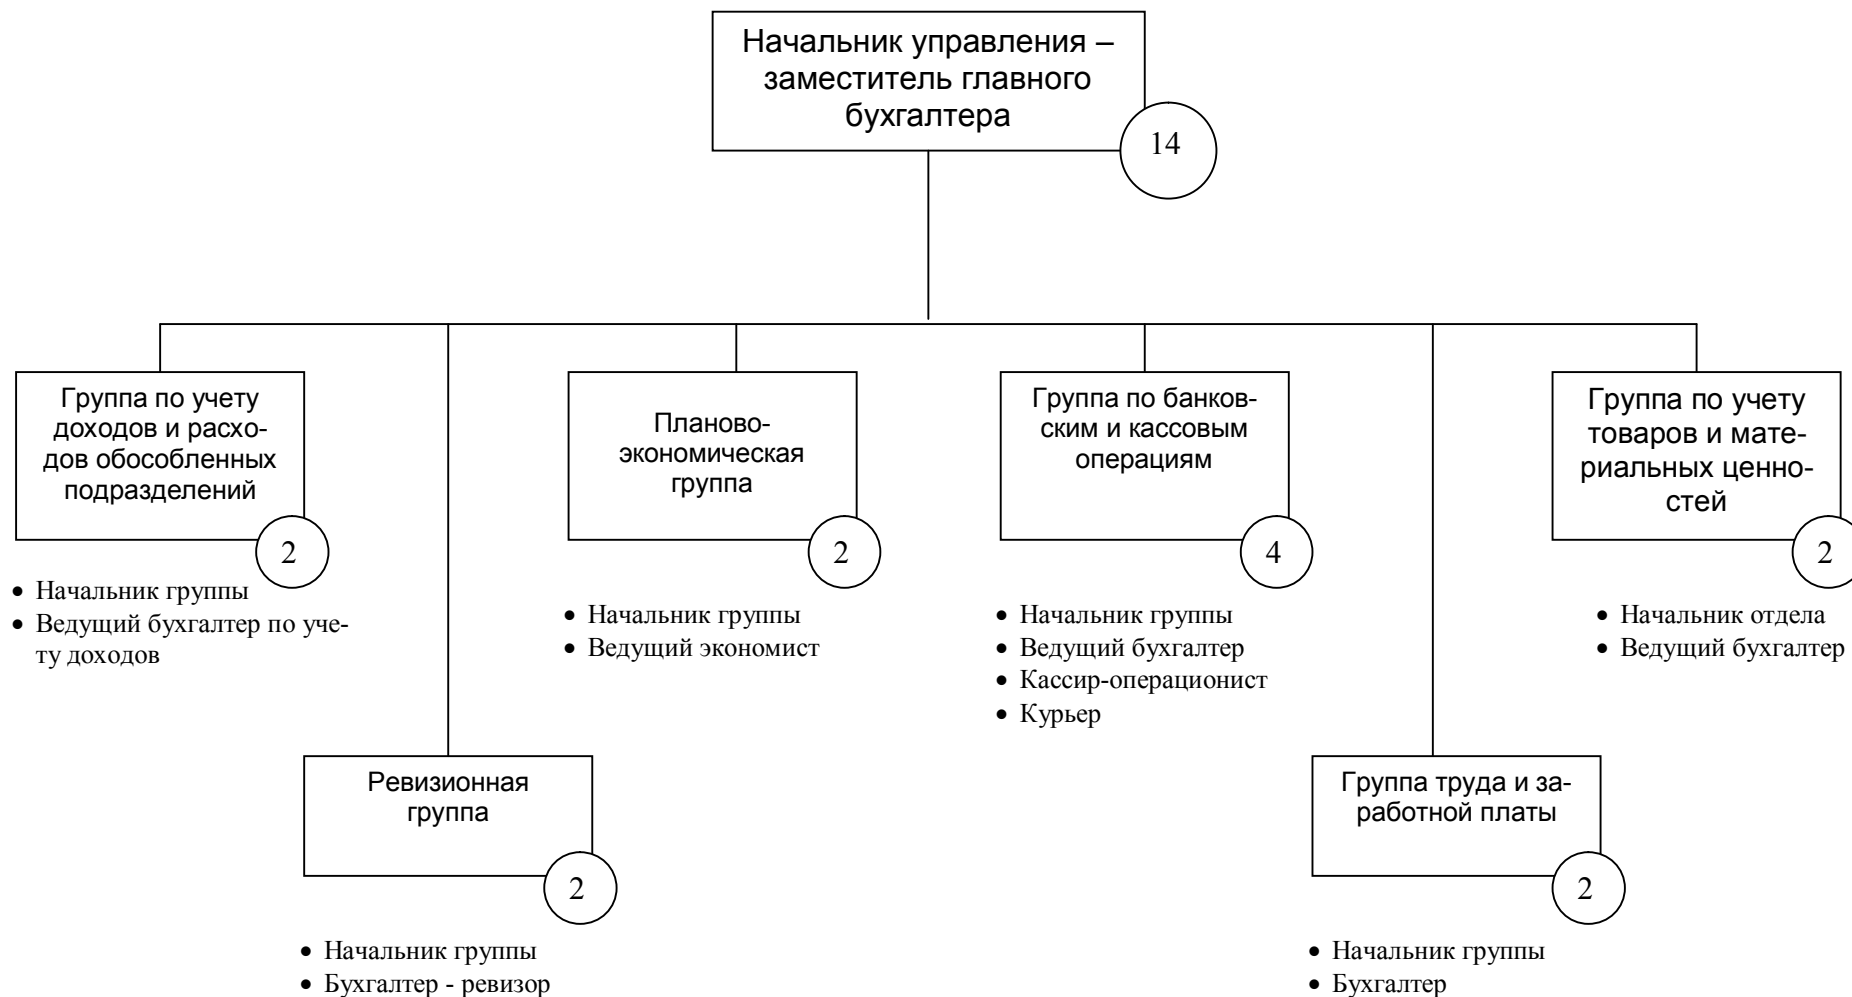 Начальник управления –
заместитель главного
бухгалтера
14
Группа по учету
доходов и расхо-
дов обособленных
подразделений
2
• Начальник группы
• Ведущий бухгалтер по уче-
ту доходов
Планово-
экономическая
группа
2
• Начальник группы
• Ведущий экономист
Группа по банков-
ским и кассовым
операциям
4
• Начальник группы
• Ведущий бухгалтер
• Кассир-операционист
• Курьер
Группа по учету
товаров и мате-
риальных ценно-
стей
2
• Начальник отдела
• Ведущий бухгалтер
Ревизионная
группа
2
• Начальник группы
• Бухгалтер - ревизор
Группа труда и за-
работной платы
2
• Начальник группы
• Бухгалтер